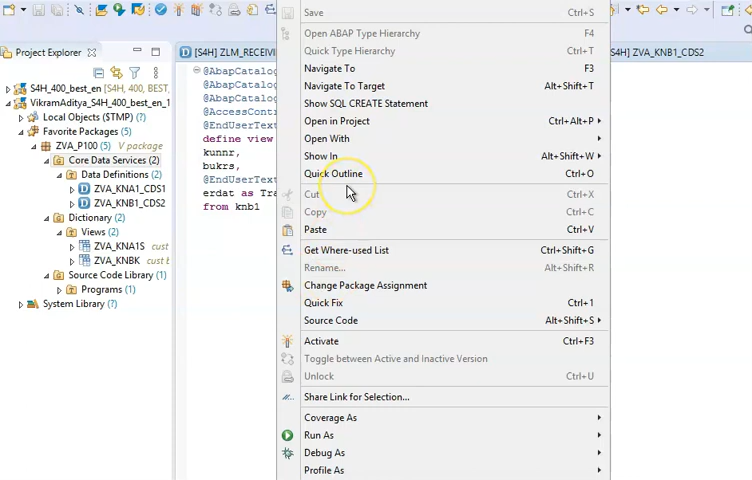 Save Ctrl+S
Project Explorer
[S4H] ZLM_RECEIV
[S4H] ZVA_KNB1_CDS2
Open ABAP Type Hierarchy F4
Quick Type Hierarchy Ctrl+T
Navigate To F3
Navigate To Target Alt+Shift+T
Show SQL CREATE Statement
Open in Project Ctrl+Alt+P
Open With
Show In Alt+Shift+W
Quick Outline Ctrl+O
Cut Ctrl+X
Copy Ctrl+C
Paste Ctrl+V
Get Where-used List Ctrl+Shift+G
Rename... Alt+Shift+R
Change Package Assignment
Quick Fix Ctrl+1
Source Code Alt+Shift+S
Activate Ctrl+F3
Toggle between Active and Inactive Version
Unlock Ctrl+U
Share Link for Selection...
Coverage As
Run As
Debug As
Profile As
S4H_400_best_en (400, BEST,
VikramAditya_S4H_400_best_en_1
Local Objects ($TMP) (?)
Favorite Packages (5)
ZVA_P100 (5) V package
Core Data Services (2)
Data Definitions (2)
ZVA_KNA1_CDS1
ZVA_KNB1_CDS2
Dictionary (2)
Views (2)
ZVA_KNA1S cust
ZVA_KNBK cust b
Source Code Library (1)
Programs (1)
System Library (?)
@AbapCatalog
@AbapCatalog
@AbapCatalog
@AccessContr
@EndUserText
define view
kunnr,
bukrs,
@EndUserText
erdat as Tra
from knb1